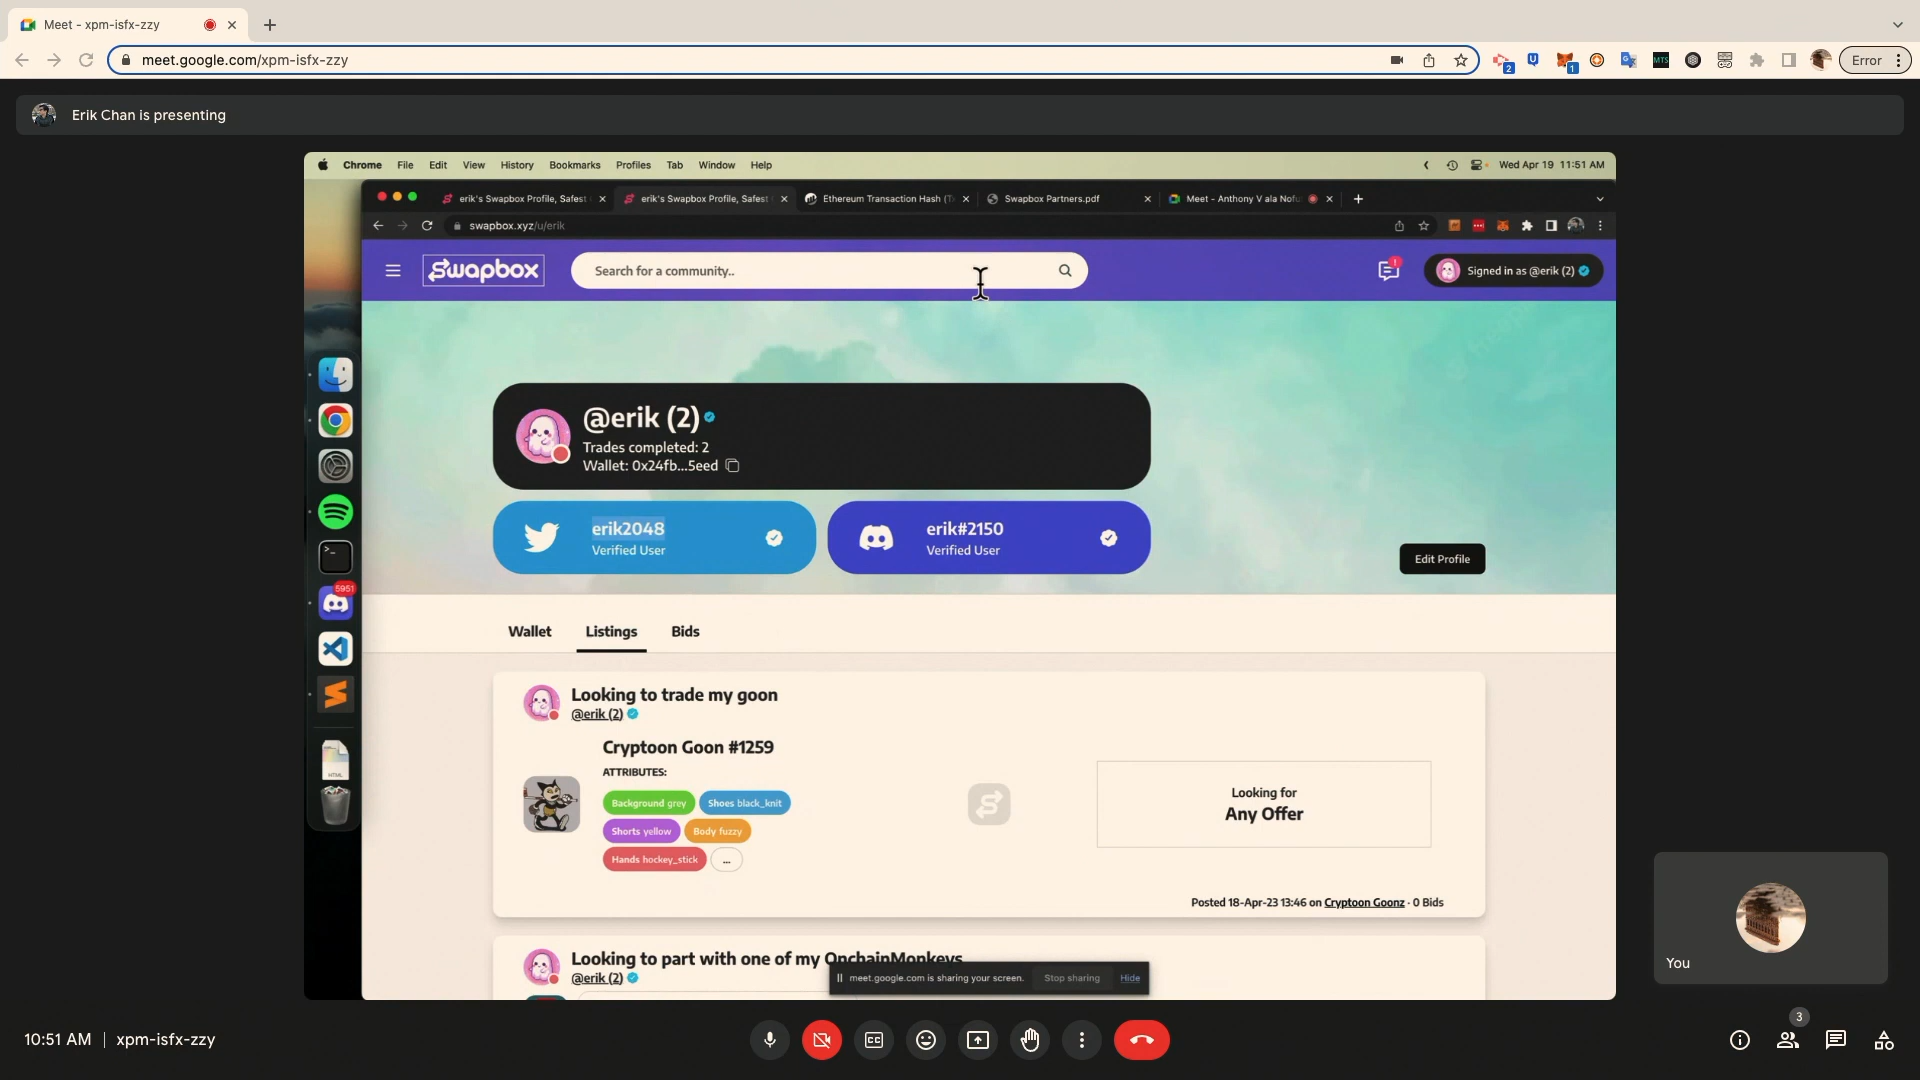 Meet - xpm-isfx-zzy
meet.google.com/xpm-isfx-zzy
2
1
MTS
Error
Erik Chan is presenting
Chrome File Edit View History Bookmarks Profiles Tab Window Help
Wed Apr 19 11:51 AM
erik's Swapbox Profile, Safest
erik's Swapbox Profile, Safest
Ethereum Transaction Hash (T
Swapbox Partners.pdf
Meet - Anthony V ala Nofu
swapbox.xyz/u/erik
Swapbox
Search for a community..
!
Signed in as @erik (2)
@erik (2)
Trades completed: 2
Wallet: 0x24fb...5eed
erik2048
Verified User
erik#2150
Verified User
Edit Profile
5951
HTML
Wallet Listings Bids
Looking to trade my goon
@erik (2)
Cryptoon Goon #1259
ATTRIBUTES:
Background grey
Shoes black_knit
Shorts yellow
Body fuzzy
Hands hockey_stick
...
Looking for
Any Offer
Posted 18-Apr-23 13:46 on Cryptoon Goonz · 0 Bids
Looking to part with one of my OnchainMonkeys
@erik (2)
meet.google.com is sharing your screen.
Stop sharing
Hide
You
10:51 AM | xpm-isfx-zzy
3